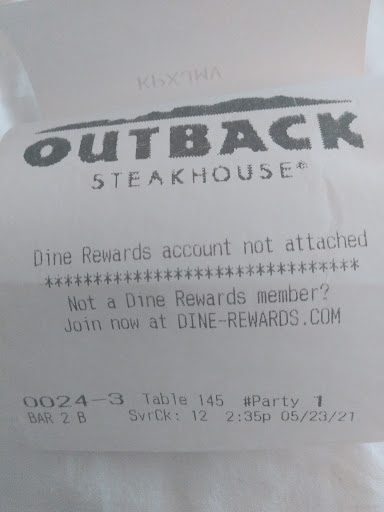 OUTBACK
STEAKHOUSE®
Dine Rewards account not attached
********************************
Not a Dine Rewards member?
Join now at DINE-REWARDS.COM
0024-3 Table 145 #Party 1
BAR 2 B SvrCk: 12 2:35p 05/23/21